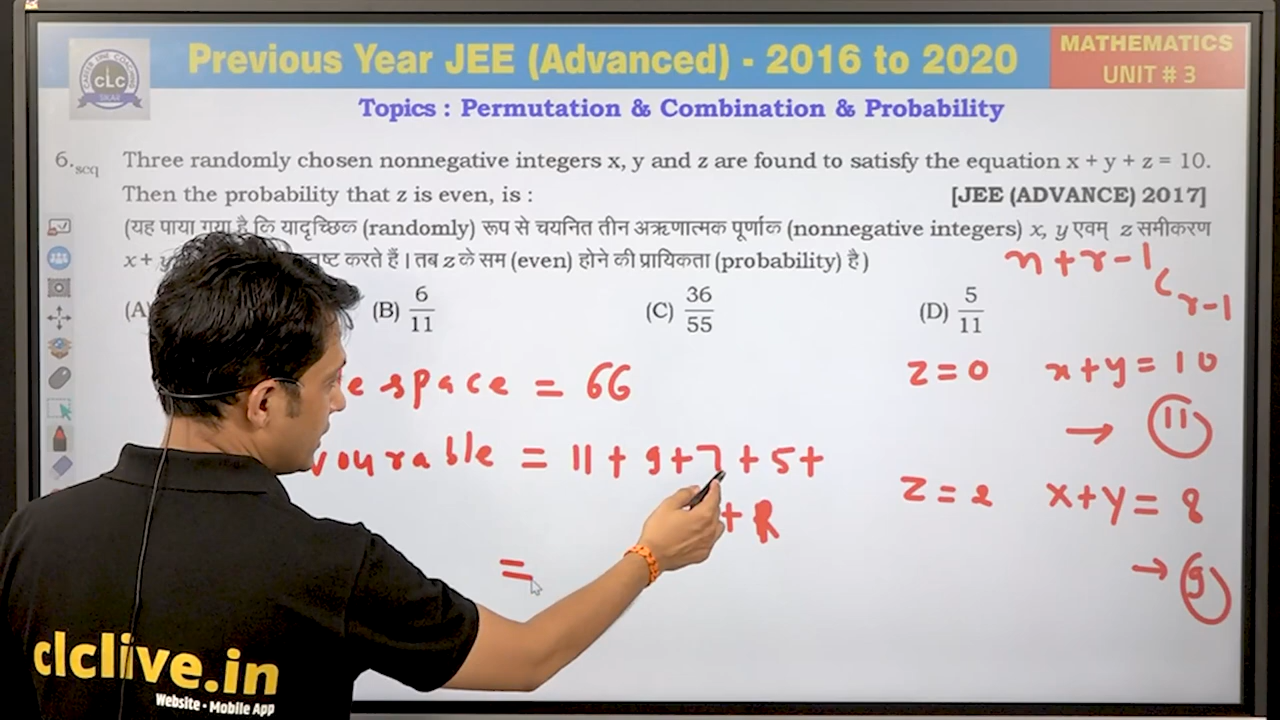 Previous Year JEE (Advanced) - 2016 to 2020
MATHEMATICS
UNIT # 3
CLC
SIKAR
Topics : Permutation & Combination & Probability
6.scq Three randomly chosen nonnegative integers x, y and z are found to satisfy the equation x + y + z = 10.
Then the probability that z is even, is : [JEE (ADVANCE) 2017]
(यह पाया गया है कि यादृच्छिक (randomly) रूप से चयनित तीन अऋणात्मक पूर्णांक (nonnegative integers) x, y एवम् z समीकरण
x + y करते हैं। तब z के सम (even) होने की प्रायिकता (probability) है)
(A) (B) 6/11 (C) 36/55 (D) 5/11
n+r-1 C r-1
e space = 66
vourable = 11 + 9 + 7 + 5 +
+
=
z = 0 x + y = 10
→ 11
z = 2 x + y = 8
→ 9
clclive.in
Website • Mobile App